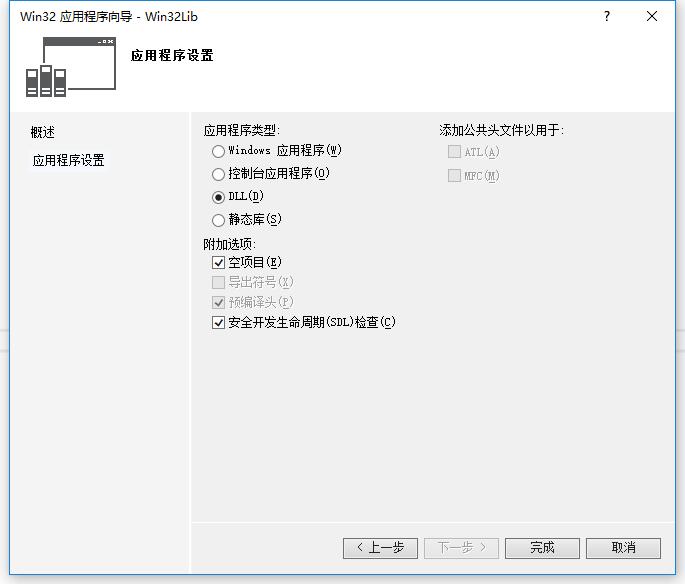 Win32 应用程序向导 - Win32Lib
?
应用程序设置
概述
应用程序设置
应用程序类型:
Windows 应用程序(W)
控制台应用程序(O)
DLL(D)
静态库(S)
附加选项:
空项目(E)
导出符号(X)
预编译头(P)
安全开发生命周期(SDL)检查(C)
添加公共头文件以用于:
ATL(A)
MFC(M)
< 上一步
下一步 >
完成
取消